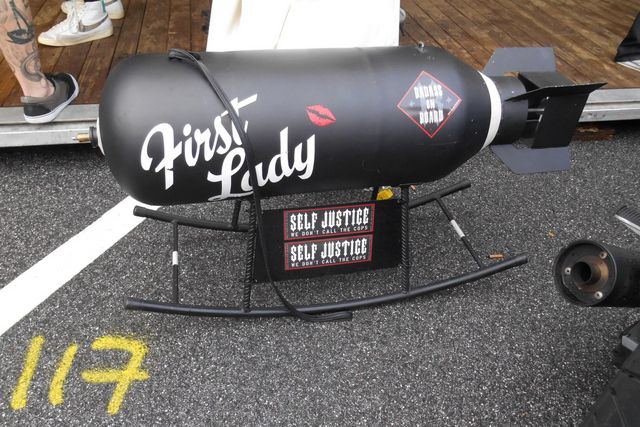 First
Lady
BADASS
ON
BOARD
SELF JUSTICE
WE DON'T CALL THE COPS
SELF JUSTICE
WE DON'T CALL THE COPS
117